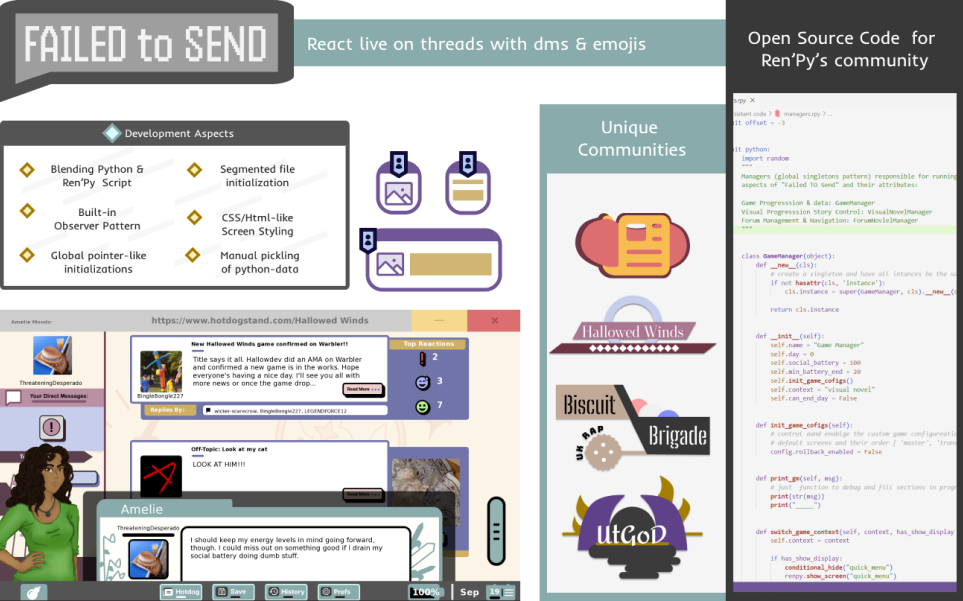 FAILED to SEND
React live on threads with dms & emojis
Open Source Code for
Ren'Py's community
Development Aspects
Blending Python &
Ren'Py Script
Segmented file
initialization
Built-in
Observer Pattern
CSS/Html-like
Screen Styling
Global pointer-like
initializations
Manual pickling
of python-data
Unique
Communities
Hallowed Winds
Biscuit
Brigade
UK RAP
UtGoD
Amelie Moods:
https://www.hotdogstand.com/Hallowed Winds
ThreateningDesperado
Your Direct Messages:
New Hallowed Winds game confirmed on Warbler!!
Title says it all. Hallowdev did an AMA on Warbler
and confirmed a new game is in the works. Hope
everyone's having a nice day. I'll see you all with
more news or once the game drop...
BingleBongle227
Read More
Replies By:
wicker-scarecrow, BingleBongle227, LEGENDFORCE12
Top Reactions
2
3
7
Off-Topic: Look at my cat
LOOK AT HIM!!!
Read More
Amelie
ThreateningDesperado
I should keep my energy levels in mind going forward,
though. I could miss out on something good if I drain my
social battery doing dumb stuff.
Hotdog
Save
History
Prefs
100%
Sep
19
.rpy ×
sistant code > managers.rpy > ...
nit offset = -3
nit python:
import random
"""
Managers (global singletons pattern) responsible for running
aspects of "Failed TO Send" and their attributes:
Game Progresssion & data: GameManager
Visual Progresssion Story Control: VisualNovelManager
Forum Management & Navigation: ForumNovlelManager
"""
class GameManager(object):
def __new__(cls):
# create a singleton and have all intances be the sa
if not hasattr(cls, 'instance'):
cls.instance = super(GameManager, cls).__new__(c
return cls.instance
def __init__(self):
self.name = "Game Manager"
self.day = 0
self.social_battery = 100
self.min_battery_end = 20
self.init_game_cofigs()
self.context = "visual novel"
self.can_end_day = False
def init_game_cofigs(self):
# control aond enablge the custom game configureatio
# default screens and their order [ 'master', 'trans
config.rollback_enabled = False
def print_gm(self, msg):
# just function to debug and fill sections in progr
print(str(msg))
print("_____")
def switch_game_context(self, context, has_show_display
self.context = context
if has_show_display:
conditional_hide("quick_menu")
renpy.show_screen("quick_menu")